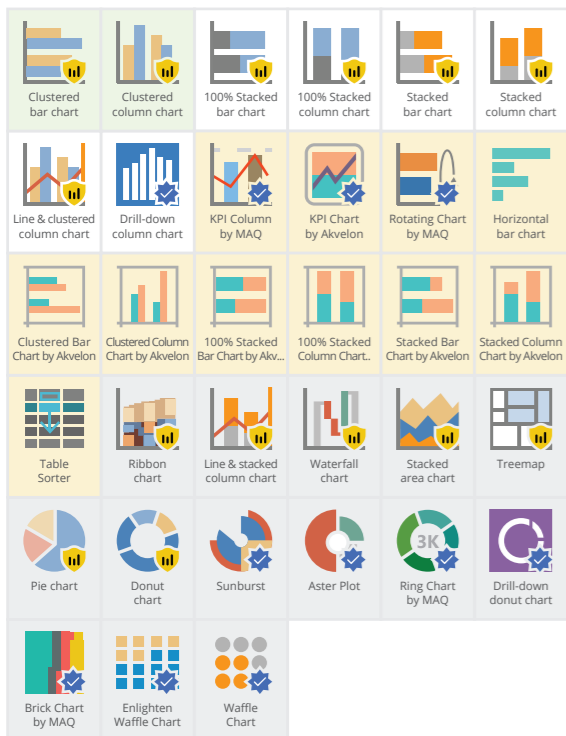 Clustered
bar chart
Clustered
column chart
100% Stacked
bar chart
100% Stacked
column chart
Stacked
bar chart
Stacked
column chart
Line & clustered
column chart
Drill-down
column chart
KPI Column
by MAQ
KPI Chart
by Akvelon
Rotating Chart
by MAQ
Horizontal
bar chart
Clustered Bar
Chart by Akvelon
Clustered Column
Chart by Akvelon
100% Stacked
Bar Chart by Akv...
100% Stacked
Column Chart..
Stacked Bar
Chart by Akvelon
Stacked Column
Chart by Akvelon
Table
Sorter
Ribbon
chart
Line & stacked
column chart
Waterfall
chart
Stacked
area chart
Treemap
Pie chart
Donut
chart
Sunburst
Aster Plot
3K
Ring Chart
by MAQ
Drill-down
donut chart
Brick Chart
by MAQ
Enlighten
Waffle Chart
Waffle
Chart